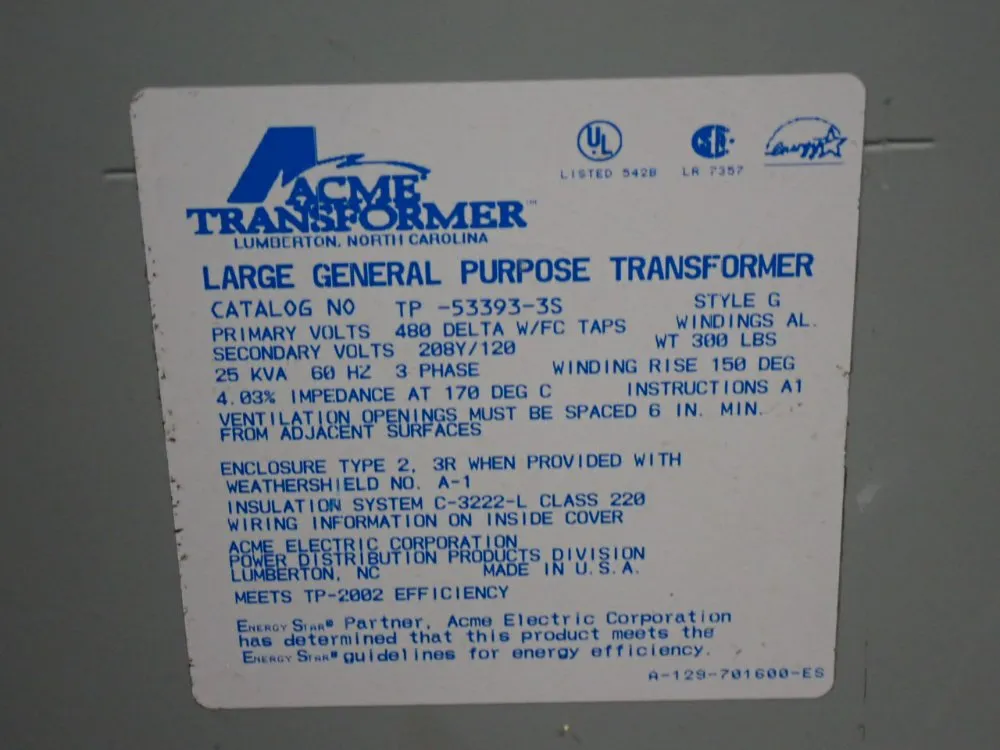 ACME
TRANSFORMER™
LUMBERTON, NORTH CAROLINA
UL
LISTED 542B
LR 7357
energy
LARGE GENERAL PURPOSE TRANSFORMER
CATALOG NO TP -53393-3S STYLE G
PRIMARY VOLTS 480 DELTA W/FC TAPS WINDINGS AL.
SECONDARY VOLTS 208Y/120 WT 300 LBS
25 KVA 60 HZ 3 PHASE WINDING RISE 150 DEG
4.03% IMPEDANCE AT 170 DEG C INSTRUCTIONS A1
VENTILATION OPENINGS MUST BE SPACED 6 IN. MIN.
FROM ADJACENT SURFACES
ENCLOSURE TYPE 2, 3R WHEN PROVIDED WITH
WEATHERSHIELD NO. A-1
INSULATION SYSTEM C-3222-L CLASS 220
WIRING INFORMATION ON INSIDE COVER
ACME ELECTRIC CORPORATION
POWER DISTRIBUTION PRODUCTS DIVISION
LUMBERTON, NC MADE IN U.S.A.
MEETS TP-2002 EFFICIENCY
ENERGY STAR® Partner, Acme Electric Corporation
has determined that this product meets the
ENERGY STAR® guidelines for energy efficiency.
A-129-701600-ES